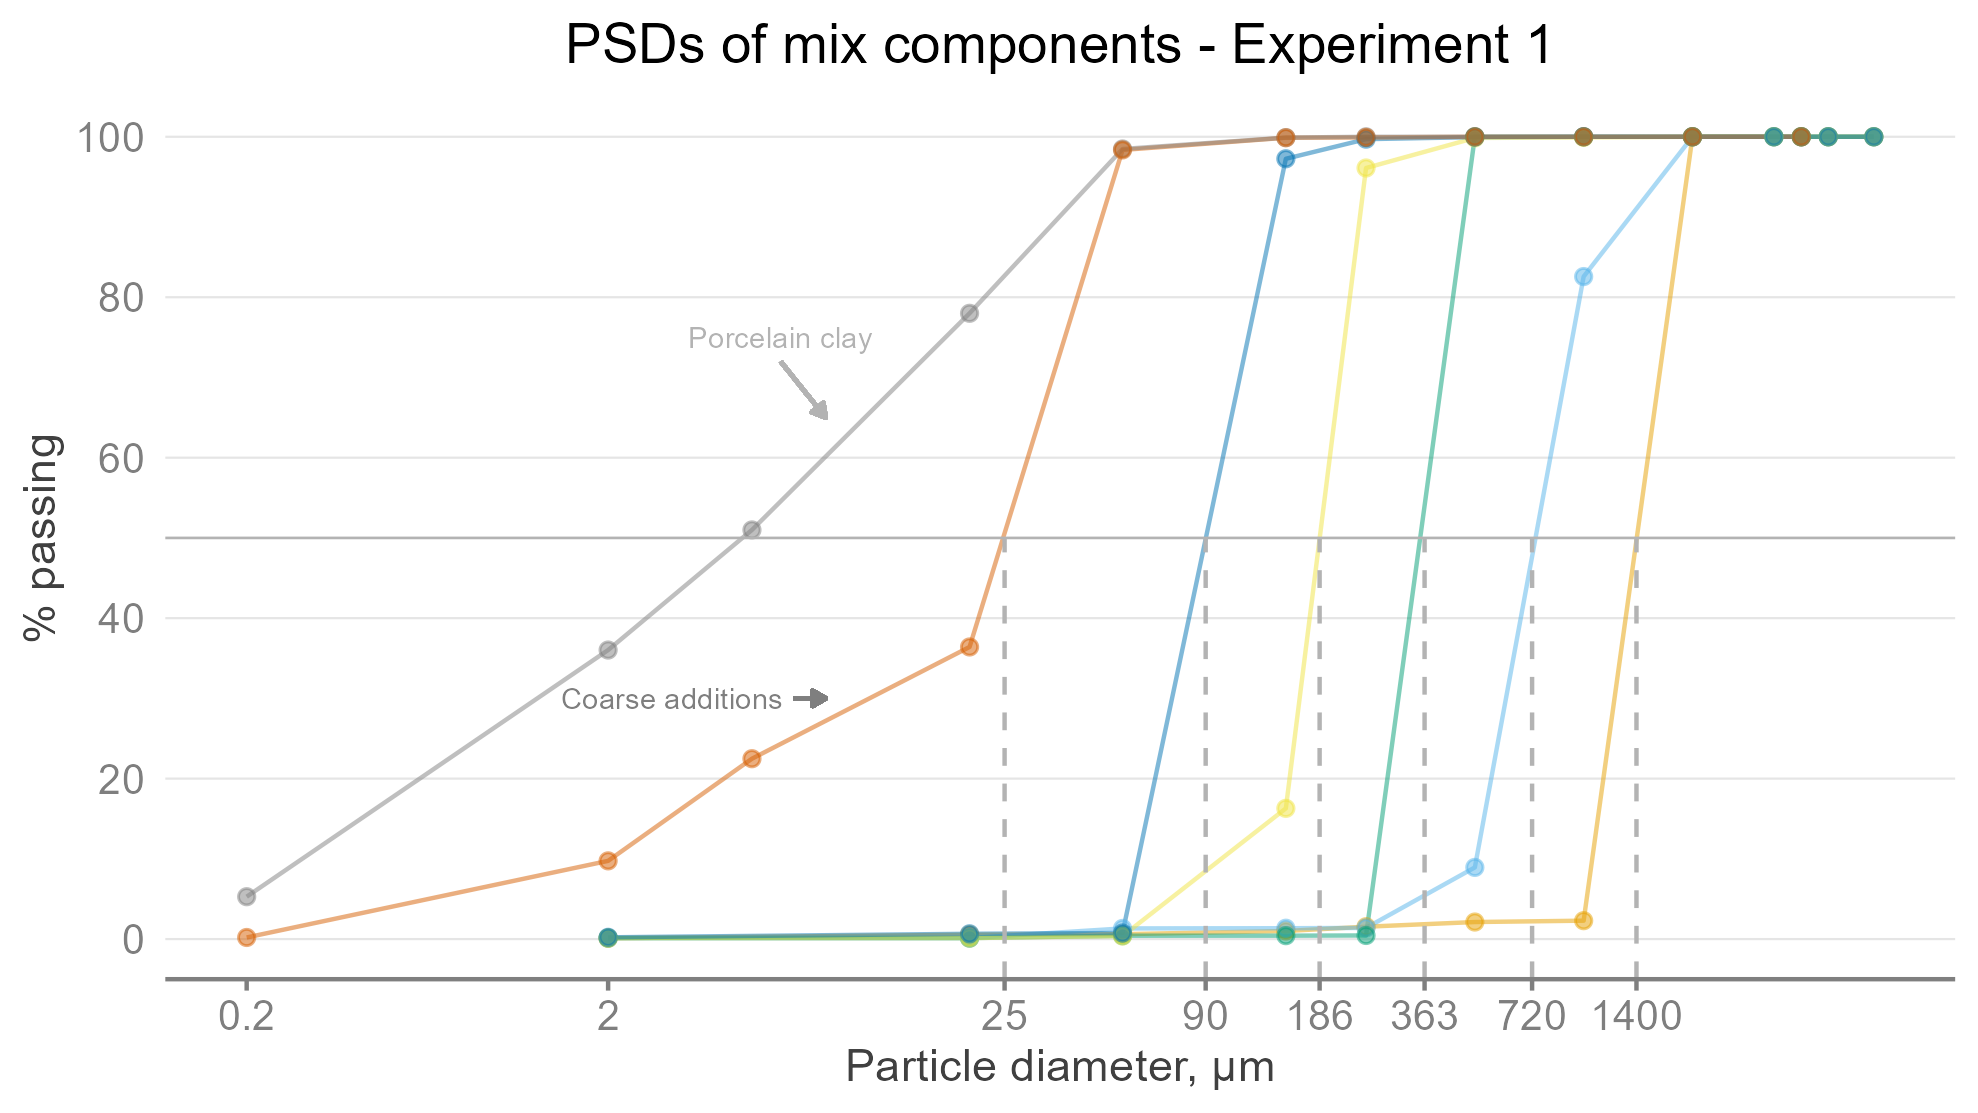 PSDs of mix components - Experiment 1
100
80
60
40
20
0
% passing
Porcelain clay
Coarse additions
0.2 2 25 90 186 363 720 1400
Particle diameter, µm